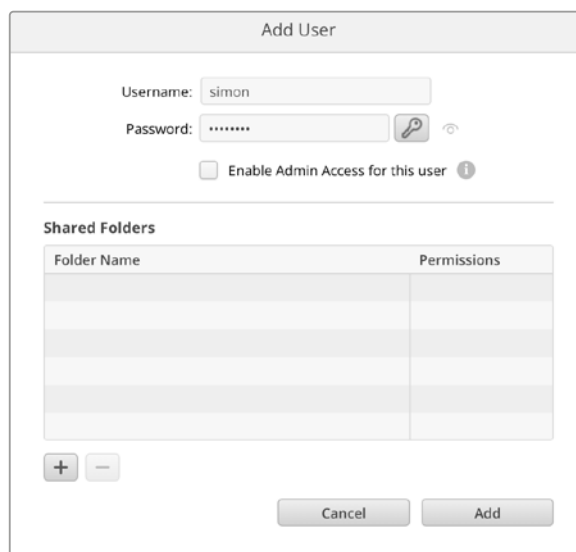 Add User
Username: simon
Password: ••••••••
Enable Admin Access for this user
Shared Folders
Folder Name Permissions
Cancel Add